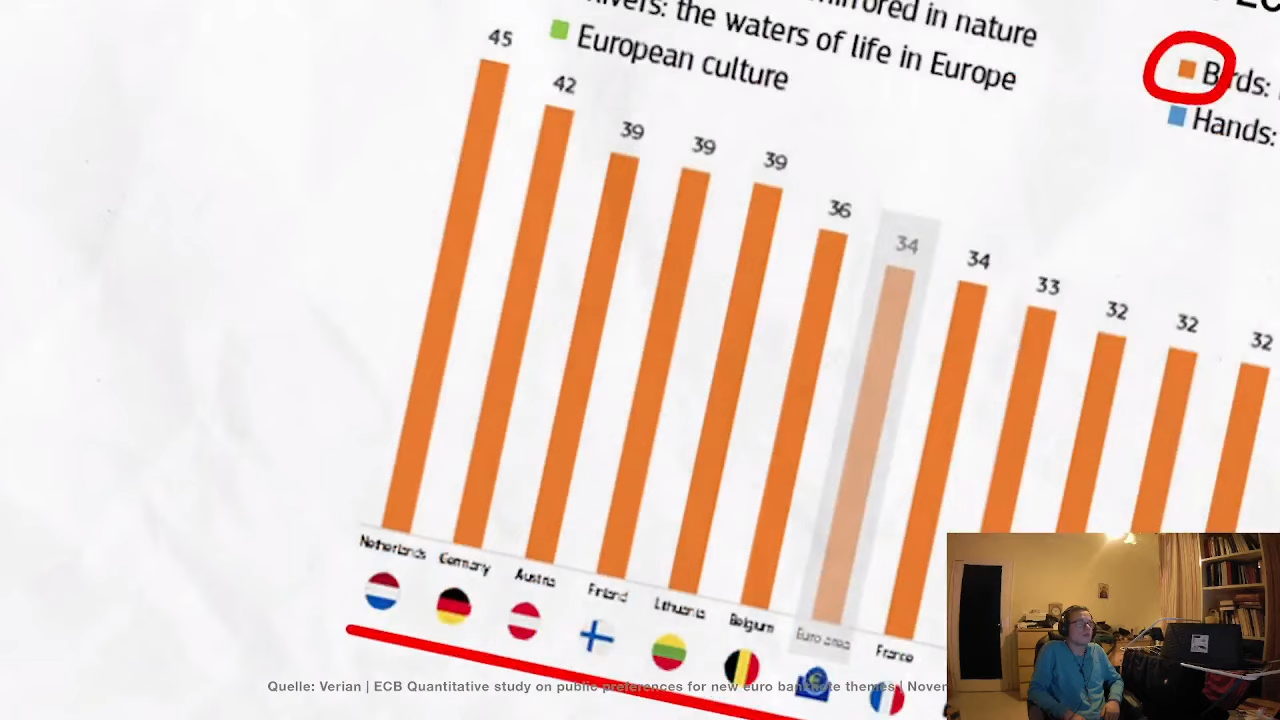 mirrored in nature
the waters of life in Europe
European culture
Birds:
Hands:
45
42
39
39
39
36
34
34
33
32
32
32
Netherlands
Germany
Austria
Finland
Lithuania
Belgium
Euro area
France
Quelle: Verian | ECB Quantitative study on public preferences for new euro banknote themes |